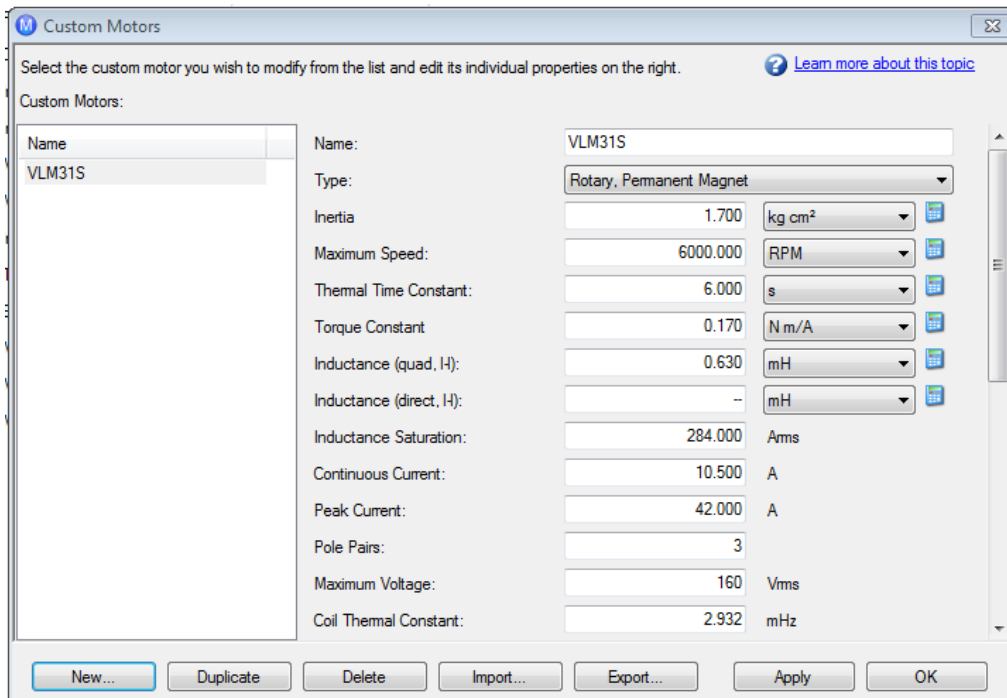 Custom Motors
Select the custom motor you wish to modify from the list and edit its individual properties on the right.
Learn more about this topic
Custom Motors:
Name
VLM31S
Name: VLM31S
Type: Rotary, Permanent Magnet
Inertia 1.700 kg cm²
Maximum Speed: 6000.000 RPM
Thermal Time Constant: 6.000 s
Torque Constant 0.170 N m/A
Inductance (quad, l-l): 0.630 mH
Inductance (direct, l-l): -- mH
Inductance Saturation: 284.000 Arms
Continuous Current: 10.500 A
Peak Current: 42.000 A
Pole Pairs: 3
Maximum Voltage: 160 Vrms
Coil Thermal Constant: 2.932 mHz
New... Duplicate Delete Import... Export... Apply OK